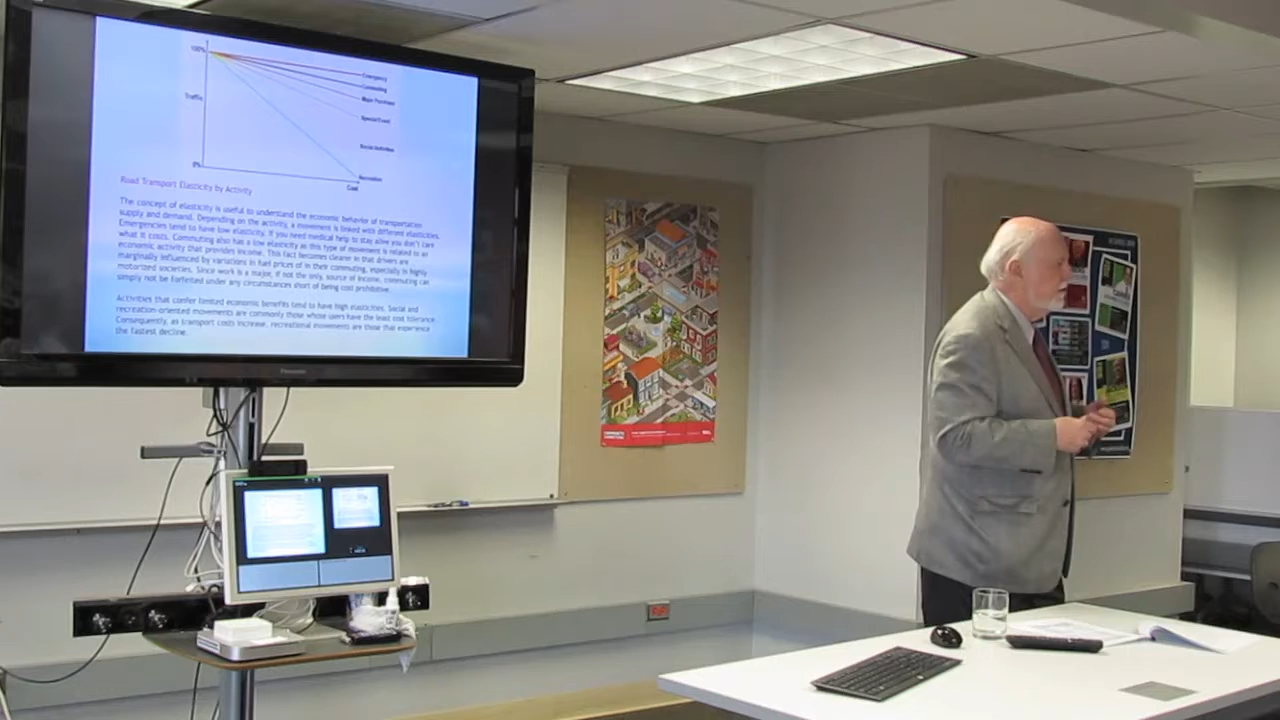 100%
Emergency
Commuting
Major Purchase
Traffic
Special Event
Social Activities
Recreation
0%
Cost
Road Transport Elasticity by Activity
The concept of elasticity is useful to understand the economic behavior of transportation
supply and demand. Depending on the activity, a movement is linked with different elasticities.
Emergencies tend to have low elasticity. If you need medical help to stay alive you don't care
what it costs. Commuting also has a low elasticity as this type of movement is related to an
economic activity that provides income. This fact becomes clearer in that drivers are
marginally influenced by variations in fuel prices of in their commuting, especially is highly
motorized societies. Since work is a major, if not the only, source of income, commuting can
simply not be forfeited under any circumstances short of being cost prohibitive.
Activities that confer limited economic benefits tend to have high elasticities. Social and
recreation-oriented movements are commonly those whose users have the least cost tolerance.
Consequently, as transport costs increase, recreational movements are those that experience
the fastest decline.
Panasonic